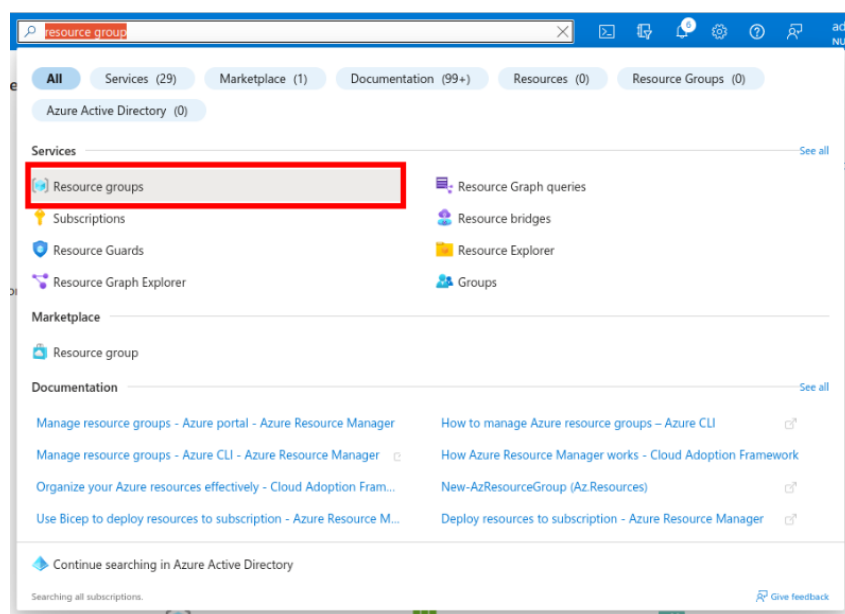 resource group
6
ad
NU
All
Services (29)
Marketplace (1)
Documentation (99+)
Resources (0)
Resource Groups (0)
Azure Active Directory (0)
Services
See all
Resource groups
Resource Graph queries
Subscriptions
Resource bridges
Resource Guards
Resource Explorer
Resource Graph Explorer
Groups
Marketplace
Resource group
Documentation
See all
Manage resource groups - Azure portal - Azure Resource Manager
How to manage Azure resource groups – Azure CLI
Manage resource groups - Azure CLI - Azure Resource Manager
How Azure Resource Manager works - Cloud Adoption Framework
Organize your Azure resources effectively - Cloud Adoption Fram...
New-AzResourceGroup (Az.Resources)
Use Bicep to deploy resources to subscription - Azure Resource M...
Deploy resources to subscription - Azure Resource Manager
Continue searching in Azure Active Directory
Searching all subscriptions.
Give feedback